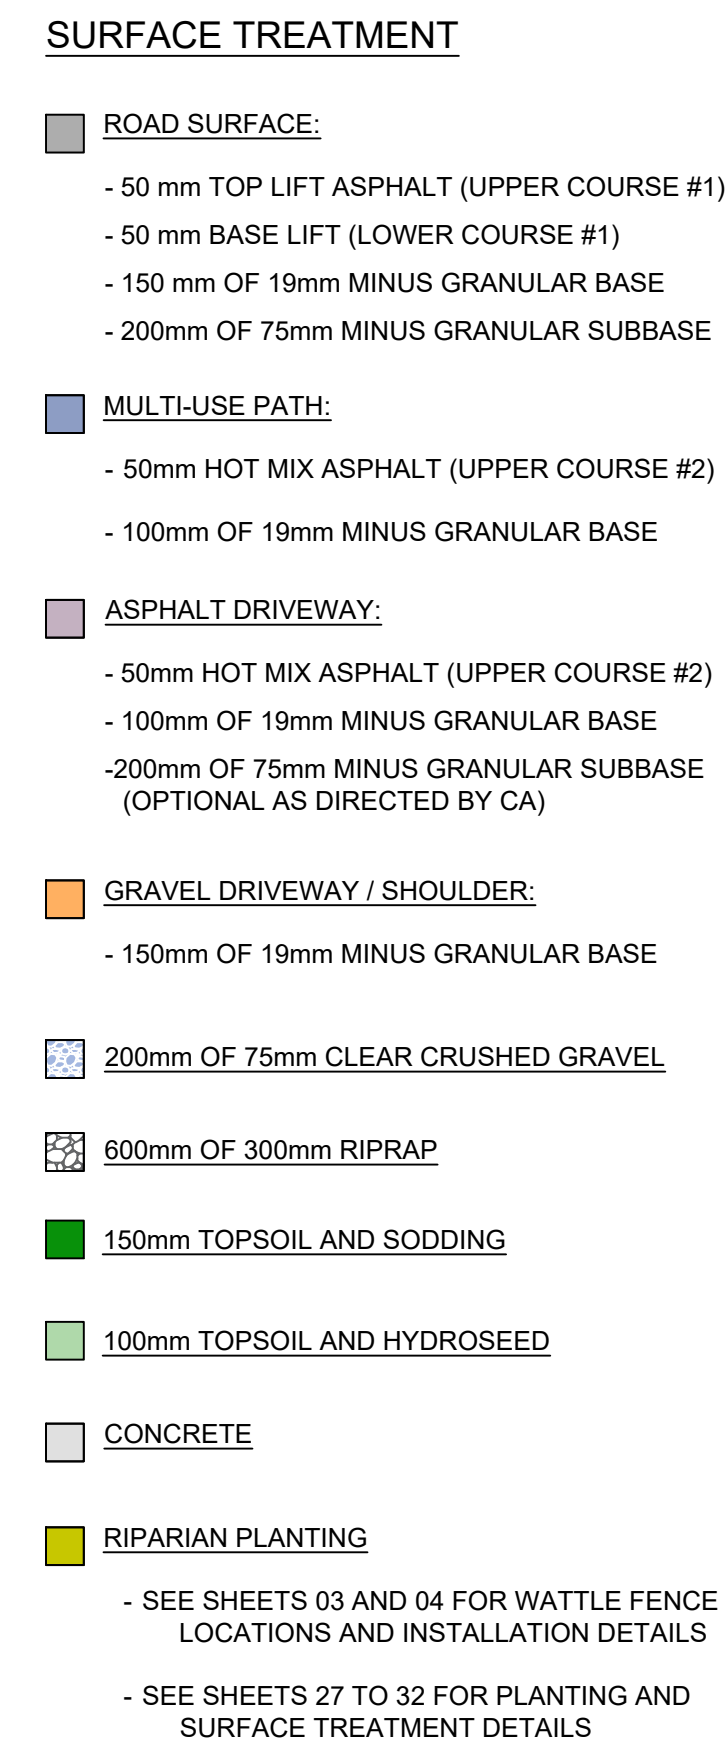 SURFACE TREATMENT
ROAD SURFACE:
- 50 mm TOP LIFT ASPHALT (UPPER COURSE #1)
- 50 mm BASE LIFT (LOWER COURSE #1)
- 150 mm OF 19mm MINUS GRANULAR BASE
- 200mm OF 75mm MINUS GRANULAR SUBBASE
MULTI-USE PATH:
- 50mm HOT MIX ASPHALT (UPPER COURSE #2)
- 100mm OF 19mm MINUS GRANULAR BASE
ASPHALT DRIVEWAY:
- 50mm HOT MIX ASPHALT (UPPER COURSE #2)
- 100mm OF 19mm MINUS GRANULAR BASE
-200mm OF 75mm MINUS GRANULAR SUBBASE
(OPTIONAL AS DIRECTED BY CA)
GRAVEL DRIVEWAY / SHOULDER:
- 150mm OF 19mm MINUS GRANULAR BASE
200mm OF 75mm CLEAR CRUSHED GRAVEL
600mm OF 300mm RIPRAP
150mm TOPSOIL AND SODDING
100mm TOPSOIL AND HYDROSEED
CONCRETE
RIPARIAN PLANTING
- SEE SHEETS 03 AND 04 FOR WATTLE FENCE
LOCATIONS AND INSTALLATION DETAILS
- SEE SHEETS 27 TO 32 FOR PLANTING AND
SURFACE TREATMENT DETAILS